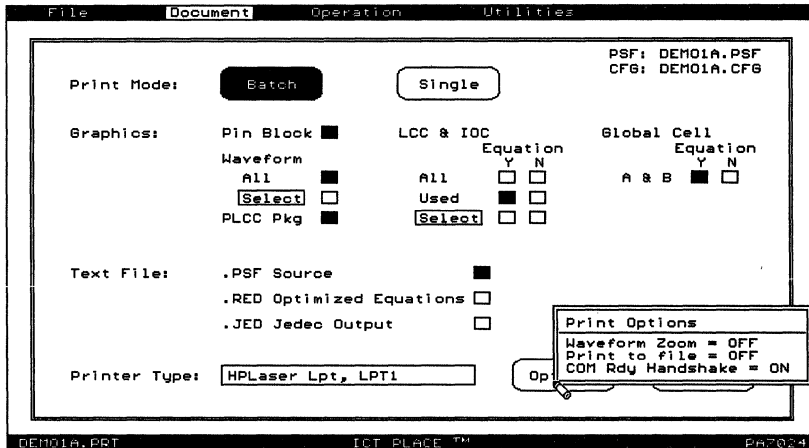 File Document Operation Utilities
PSF: DEMO1A.PSF
CFG: DEMO1A.CFG
Print Mode: Batch Single
Graphics: Pin Block LCC & IOC Global Cell
Equation Equation
Waveform Y N Y N
All All A & B
Select Used
PLCC Pkg Select
Text File: .PSF Source
.RED Optimized Equations
.JED Jedec Output
Print Options
Waveform Zoom = OFF
Print to file = OFF
COM Rdy Handshake = ON
Printer Type: HPLaser Lpt, LPT1
DEMO1A.PRT ICT PLACE ™ PA7024